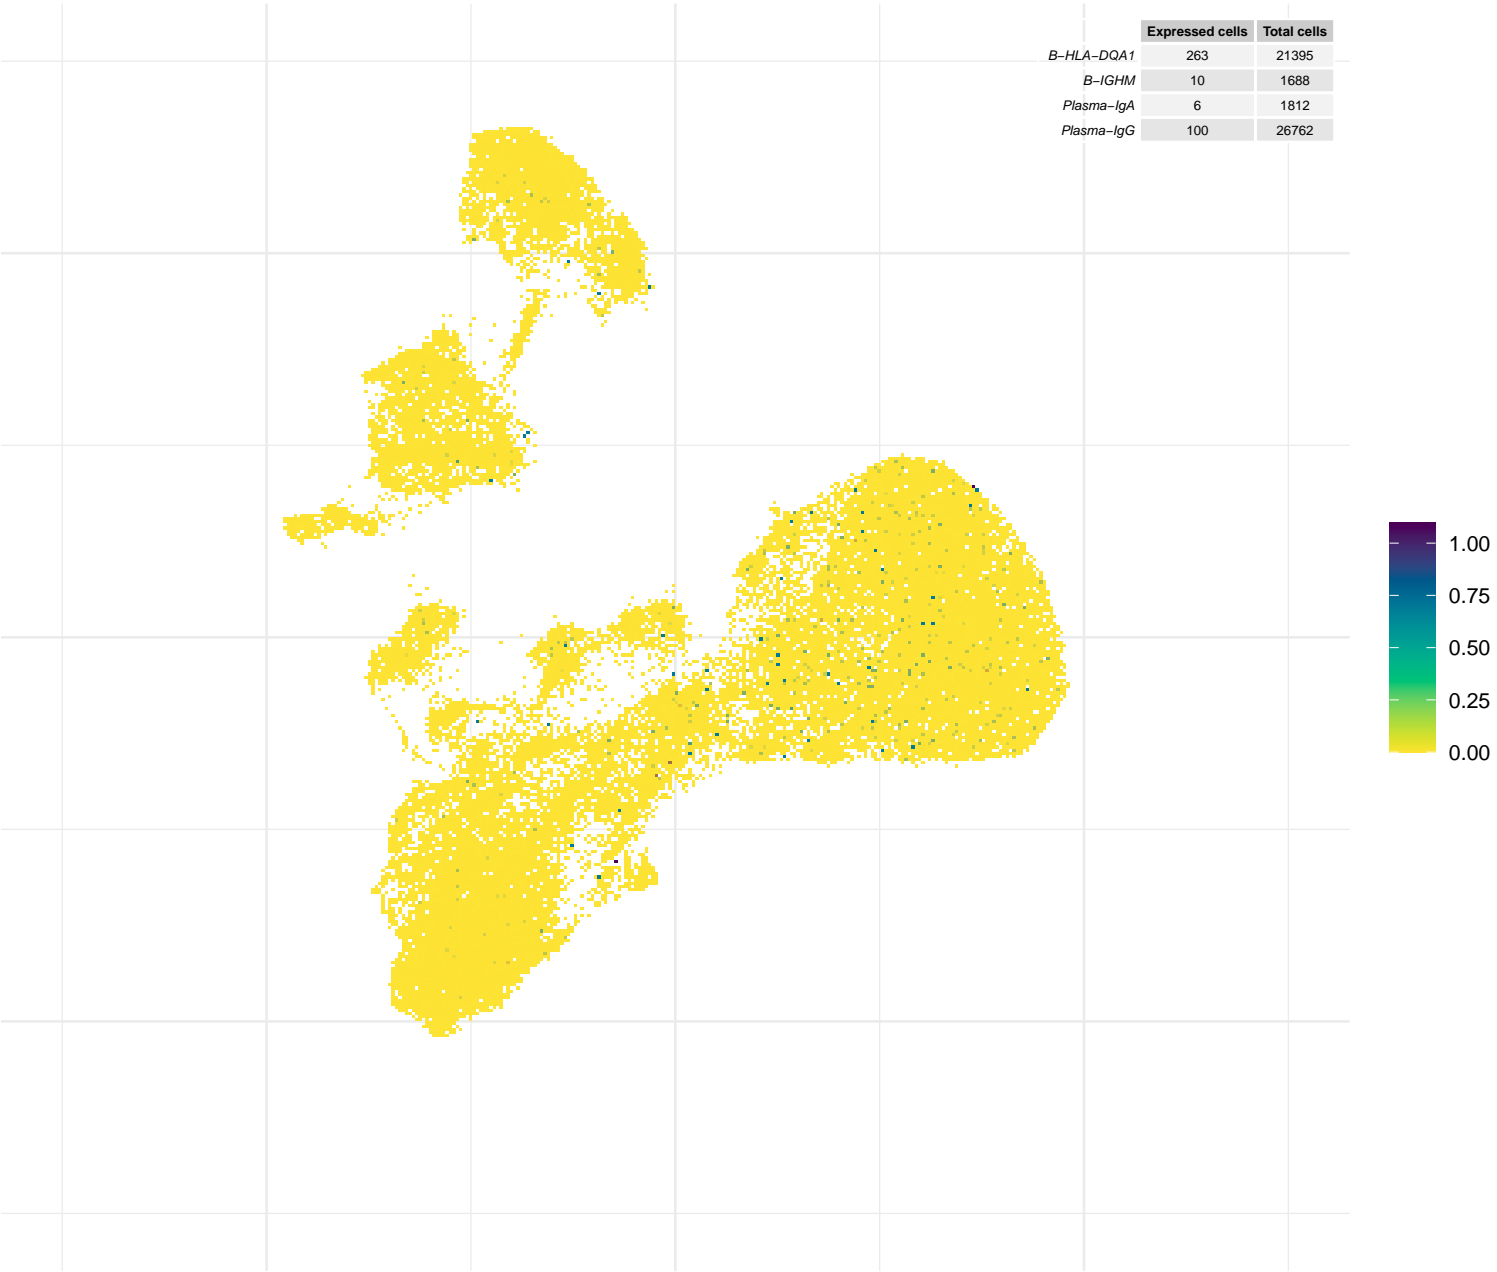 Expressed cells Total cells
B−HLA−DQA1 263 21395
B−IGHM 10 1688
Plasma−IgA 6 1812
Plasma−IgG 100 26762
1.00
0.75
0.50
0.25
0.00